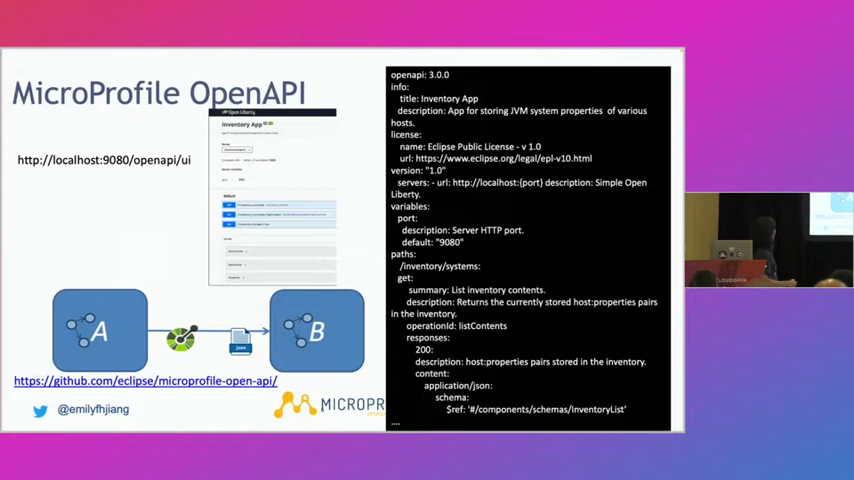 MicroProfile OpenAPI
http://localhost:9080/openapi/ui
Open Liberty
Inventory App
A
B
json
https://github.com/eclipse/microprofile-open-api/
@emilyfhjiang
MICROPR
openapi: 3.0.0
info:
title: Inventory App
description: App for storing JVM system properties of various
hosts.
license:
name: Eclipse Public License - v 1.0
url: https://www.eclipse.org/legal/epl-v10.html
version: "1.0"
servers: - url: http://localhost:{port} description: Simple Open
Liberty.
variables:
port:
description: Server HTTP port.
default: "9080"
paths:
/inventory/systems:
get:
summary: List inventory contents.
description: Returns the currently stored host:properties pairs
in the inventory.
operationId: listContents
responses:
200:
description: host:properties pairs stored in the inventory.
content:
application/json:
schema:
$ref: '#/components/schemas/InventoryList'
....
CLOUDOPEN